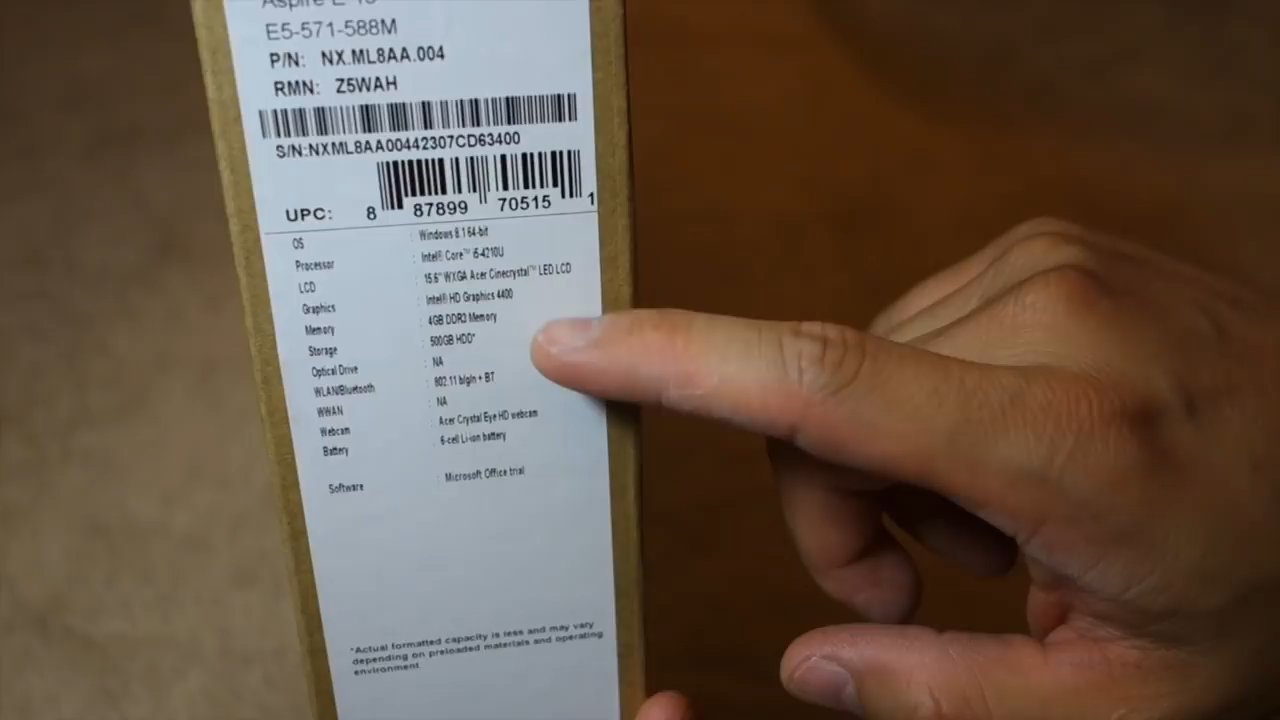 Aspire E 15
E5-571-588M
P/N: NX.ML8AA.004
RMN: Z5WAH
S/N:NXML8AA00442307CD63400
UPC: 8 87899 70515 1
OS : Windows 8.1 64-bit
Processor : Intel® Core™ i5-4210U
LCD : 15.6" WXGA Acer Cinecrystal™ LED LCD
Graphics : Intel® HD Graphics 4400
Memory : 4GB DDR3 Memory
Storage : 500GB HDD*
Optical Drive : NA
WLAN/Bluetooth : 802.11 b/g/n + BT
WWAN : NA
Webcam : Acer Crystal Eye HD webcam
Battery : 6-cell Li-ion battery
Software : Microsoft Office trial
*Actual formatted capacity is less and may vary
depending on preloaded materials and operating
environment.